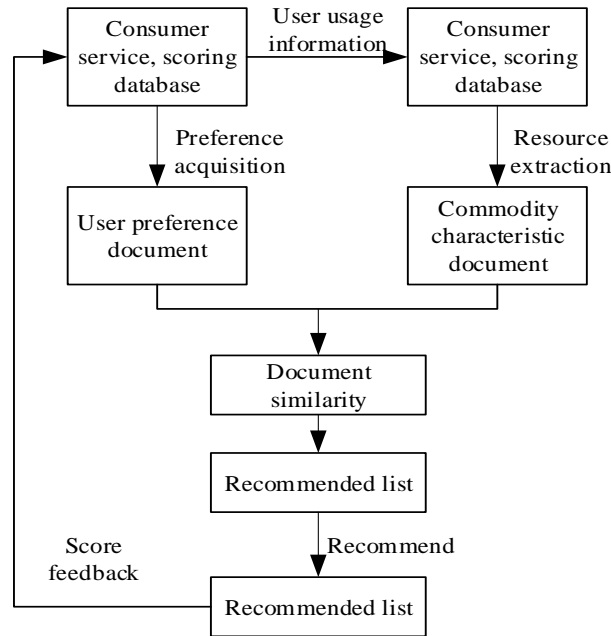 Consumer
service, scoring
database
User usage
information
Consumer
service, scoring
database
Preference
acquisition
Resource
extraction
User preference
document
Commodity
characteristic
document
Document
similarity
Recommended list
Recommend
Score
feedback
Recommended list